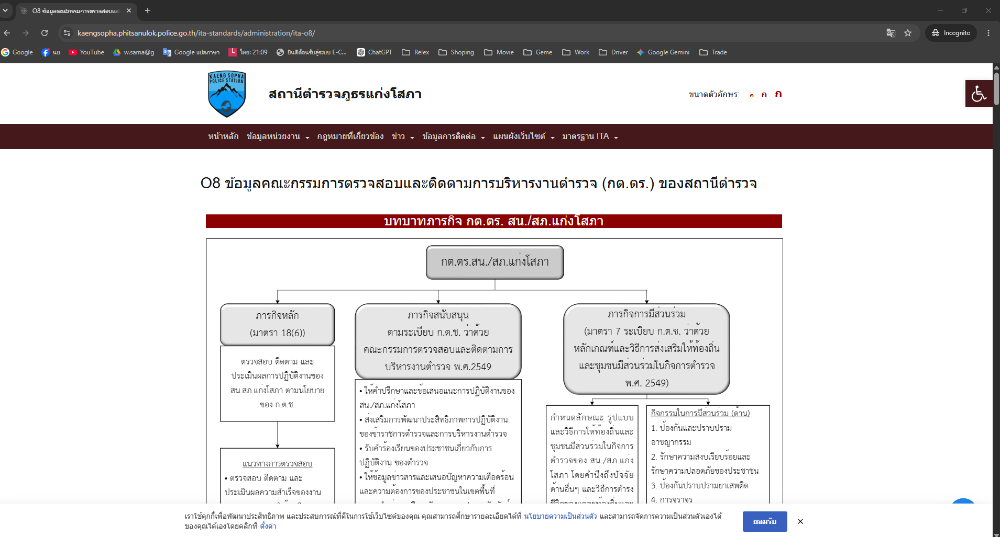 O8 ข้อมูลคณะกรรมการตรวจสอบและ
kaengsopha.phitsanulok.police.go.th/ita-standards/administration/ita-o8/
Incognito
Google
นย
YouTube
w.sama@g
Google แปลภาษา
ไทย: 21:09
ยินดีต้อนรับสู่ระบบ E-C...
ChatGPT
Relex
Shoping
Movie
Geme
Work
Driver
Google Gemini
Trade
KAENG SOPHA
POLICE STATION
สถานีตำรวจภูธรแก่งโสภา
ขนาดตัวอักษร: ก ก ก
หน้าหลัก ข้อมูลหน่วยงาน กฎหมายที่เกี่ยวข้อง ข่าว ข้อมูลการติดต่อ แผนผังเว็บไซต์ มาตรฐาน ITA
O8 ข้อมูลคณะกรรมการตรวจสอบและติดตามการบริหารงานตำรวจ (กต.ตร.) ของสถานีตำรวจ
บทบาทภารกิจ กต.ตร. สน./สภ.แก่งโสภา
กต.ตร.สน./สภ.แก่งโสภา
ภารกิจหลัก
(มาตรา 18(6))
ตรวจสอบ ติดตาม และ
ประเมินผลการปฏิบัติงานของ
สน.สภ.แก่งโสภา ตามนโยบาย
ของ ก.ต.ช.
แนวทางการตรวจสอบ
• ตรวจสอบ ติดตาม และ
ประเมินผลความสำเร็จของงาน
ภารกิจสนับสนุน
ตามระเบียบ ก.ต.ช. ว่าด้วย
คณะกรรมการตรวจสอบและติดตามการ
บริหารงานตำรวจ พ.ศ.2549
• ให้คำปรึกษาและข้อเสนอแนะการปฏิบัติงานของ
สน./สภ.แก่งโสภา
• ส่งเสริมการพัฒนาประสิทธิภาพการปฏิบัติงาน
ของข้าราชการตำรวจและการบริหารงานตำรวจ
• รับคำร้องเรียนของประชาชนเกี่ยวกับการ
ปฏิบัติงาน ของตำรวจ
• ให้ข้อมูลข่าวสารและเสนอปัญหาความเดือดร้อน
และความต้องการของประชาชนในเขตพื้นที่
ภารกิจการมีส่วนร่วม
(มาตรา 7 ระเบียบ ก.ต.ช. ว่าด้วย
หลักเกณฑ์และวิธีการส่งเสริมให้ท้องถิ่น
และชุมชนมีส่วนร่วมในกิจการตำรวจ
พ.ศ. 2549)
กำหนดลักษณะ รูปแบบ
และวิธีการให้ท้องถิ่นและ
ชุมชนมีส่วนร่วมในกิจการ
ตำรวจของ สน./สภ.แก่ง
โสภา โดยคำนึงถึงปัจจัย
ด้านอื่นๆ และวิถีการดำรง
ชีวิตของแต่ละท้องถิ่นและ
กิจกรรมในการมีส่วนร่วม (ด้าน)
1. ป้องกันและปราบปราม
อาชญากรรม
2. รักษาความสงบเรียบร้อยและ
รักษาความปลอดภัยของประชาชน
3. ป้องกันปราบปรามยาเสพติด
4. การจราจร
เราใช้คุกกี้เพื่อพัฒนาประสิทธิภาพ และประสบการณ์ที่ดีในการใช้เว็บไซต์ของคุณ คุณสามารถศึกษารายละเอียดได้ที่ นโยบายความเป็นส่วนตัว และสามารถจัดการความเป็นส่วนตัวเองได้
ของคุณได้เองโดยคลิกที่ ตั้งค่า
ยอมรับ